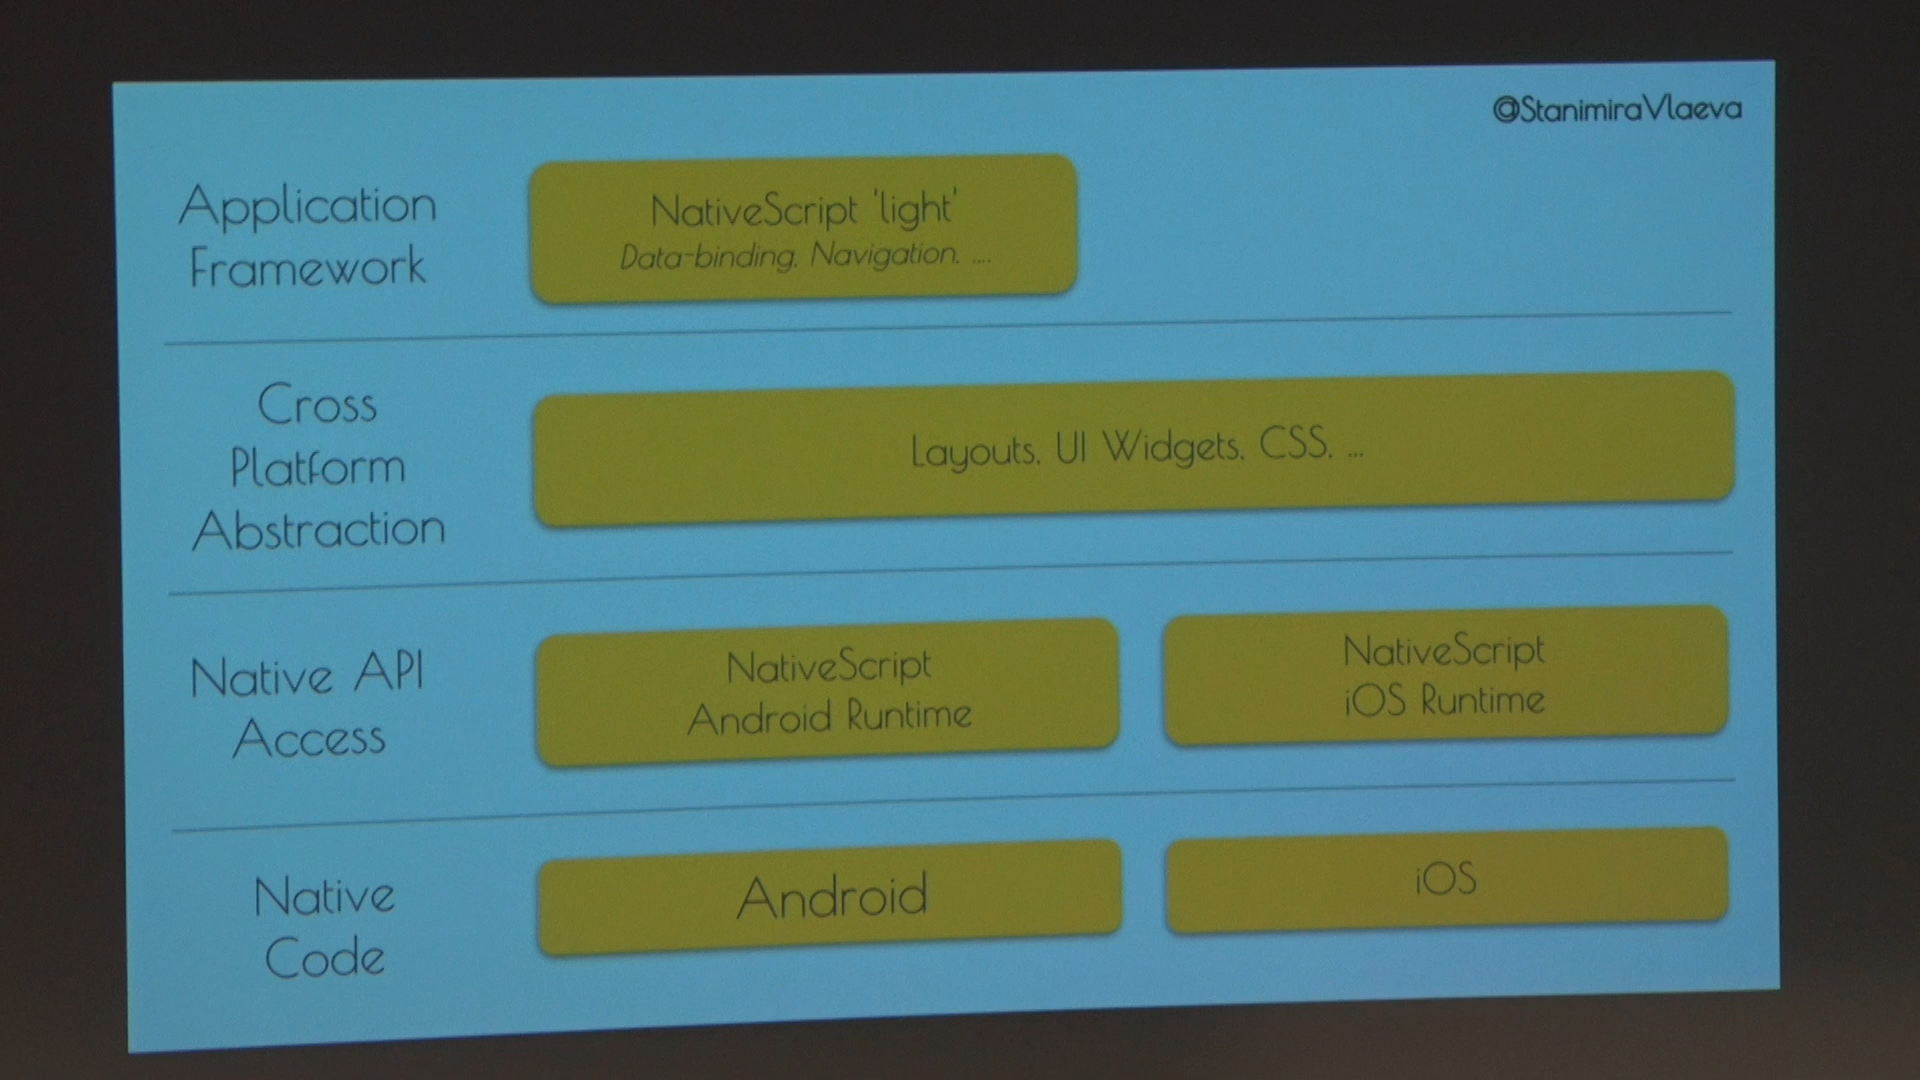 @StanimiraVlaeva
Application
Framework
NativeScript 'light'
Data-binding, Navigation, ....
Cross
Platform
Abstraction
Layouts, UI Widgets, CSS, ...
Native API
Access
NativeScript
Android Runtime
NativeScript
iOS Runtime
Native
Code
Android
iOS